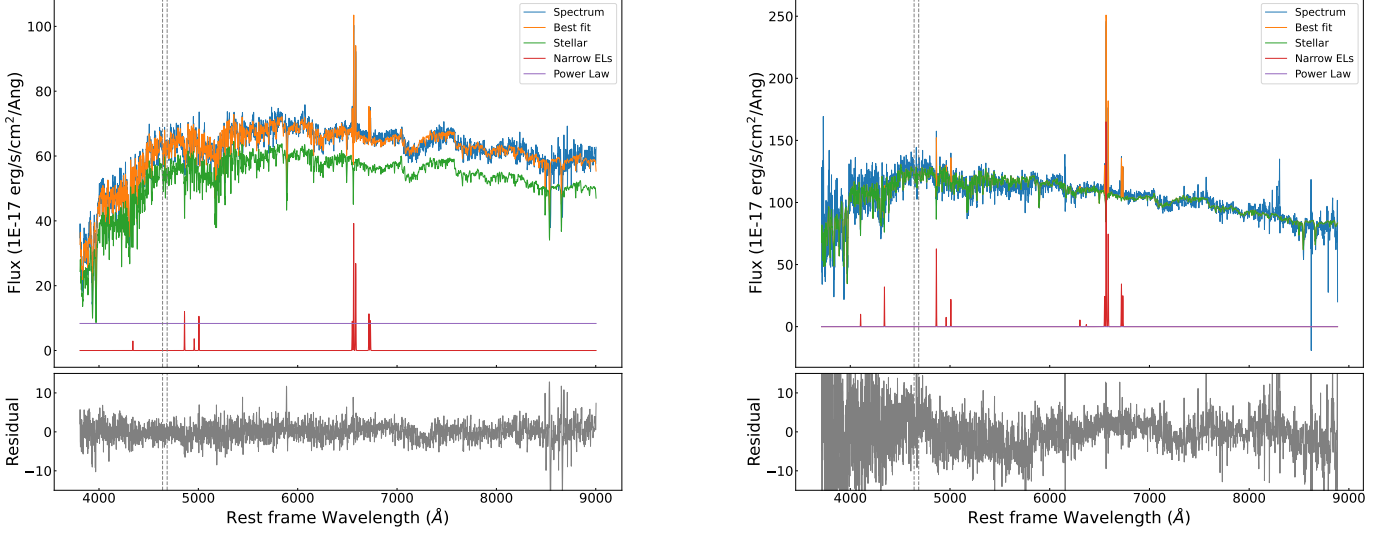 Flux (1E-17 erg/s/cm²/Ang)
100
80
60
40
20
0
Spectrum
Best fit
Stellar
Narrow ELs
Power Law
Residual
10
0
−10
4000 5000 6000 7000 8000 9000
Rest frame Wavelength (Å)
Flux (1E-17 erg/s/cm²/Ang)
250
200
150
100
50
0
Spectrum
Best fit
Stellar
Narrow ELs
Power Law
Residual
10
0
−10
4000 5000 6000 7000 8000 9000
Rest frame Wavelength (Å)